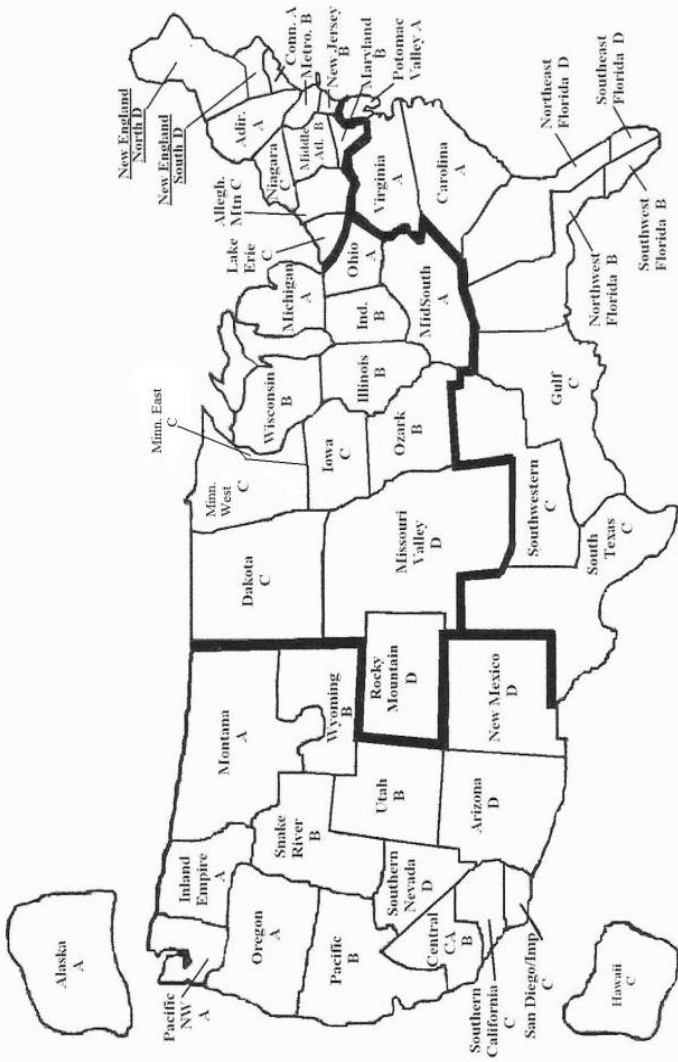 Alaska
A
Pacific
NW
A
Inland
Empire
A
Montana
A
Oregon
A
Snake
River
B
Wyoming
B
Pacific
B
Southern
Nevada
D
Utah
B
Rocky
Mountain
D
Central
CA
B
Southern
California
C
San Diego/Imp
C
Arizona
D
New Mexico
D
Hawaii
C
Dakota
C
Minn.
West
C
Minn. East
C
Wisconsin
B
Michigan
A
Iowa
C
Illinois
B
Ind.
B
Ohio
A
Missouri
Valley
D
Ozark
B
MidSouth
A
Southwestern
C
South
Texas
C
Gulf
C
Lake
Erie
C
Allegh.
Mtn C
Niagara
C
Adir.
A
New England
North D
New England
South D
Conn. A
Metro. B
New Jersey
B
Middle
At. B
Maryland
B
Potomac
Valley A
Virginia
A
Carolina
A
Northeast
Florida D
Southeast
Florida D
Northwest
Florida B
Southwest
Florida B